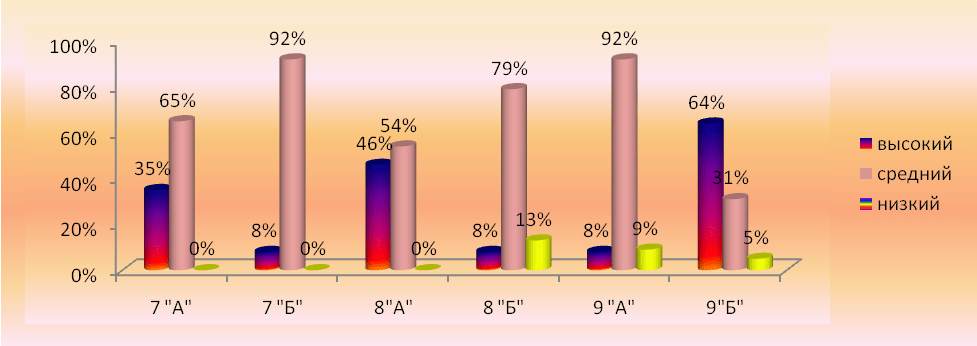 100%
80%
60%
40%
20%
0%
35%
65%
0%
8%
92%
0%
46%
54%
0%
8%
79%
13%
8%
92%
9%
64%
31%
5%
7 "А"
7 "Б"
8"А"
8 "Б"
9 "А"
9"Б"
высокий
средний
низкий